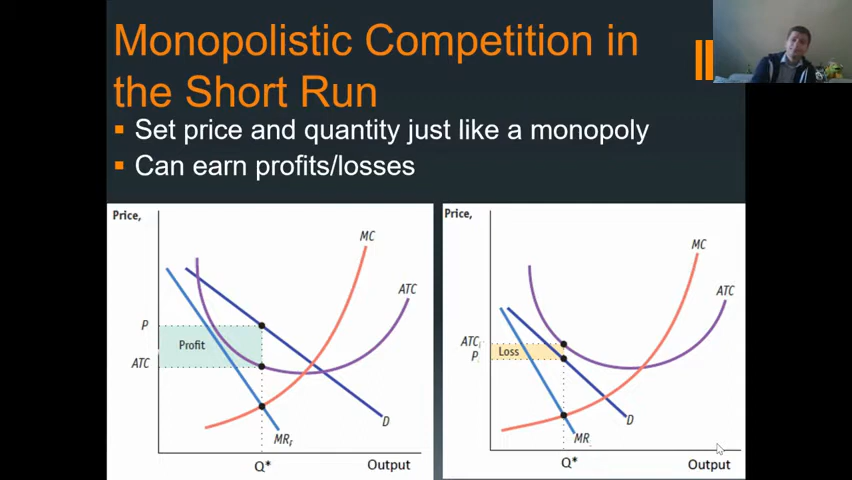 Monopolistic Competition in
the Short Run
Set price and quantity just like a monopoly
Can earn profits/losses
Price,
MC
ATC
P
Profit
ATC
D
MR
Q*
Output
Price,
MC
ATC
ATC
P
Loss
D
MR
Q*
Output